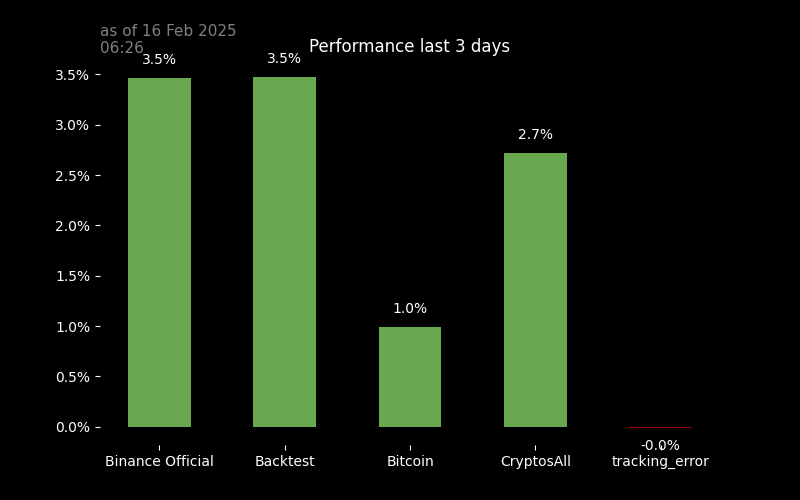 as of 16 Feb 2025
06:26
Performance last 3 days
3.5%
3.5%
1.0%
2.7%
-0.0%
3.5%
3.0%
2.5%
2.0%
1.5%
1.0%
0.5%
0.0%
Binance Official
Backtest
Bitcoin
CryptosAll
tracking_error